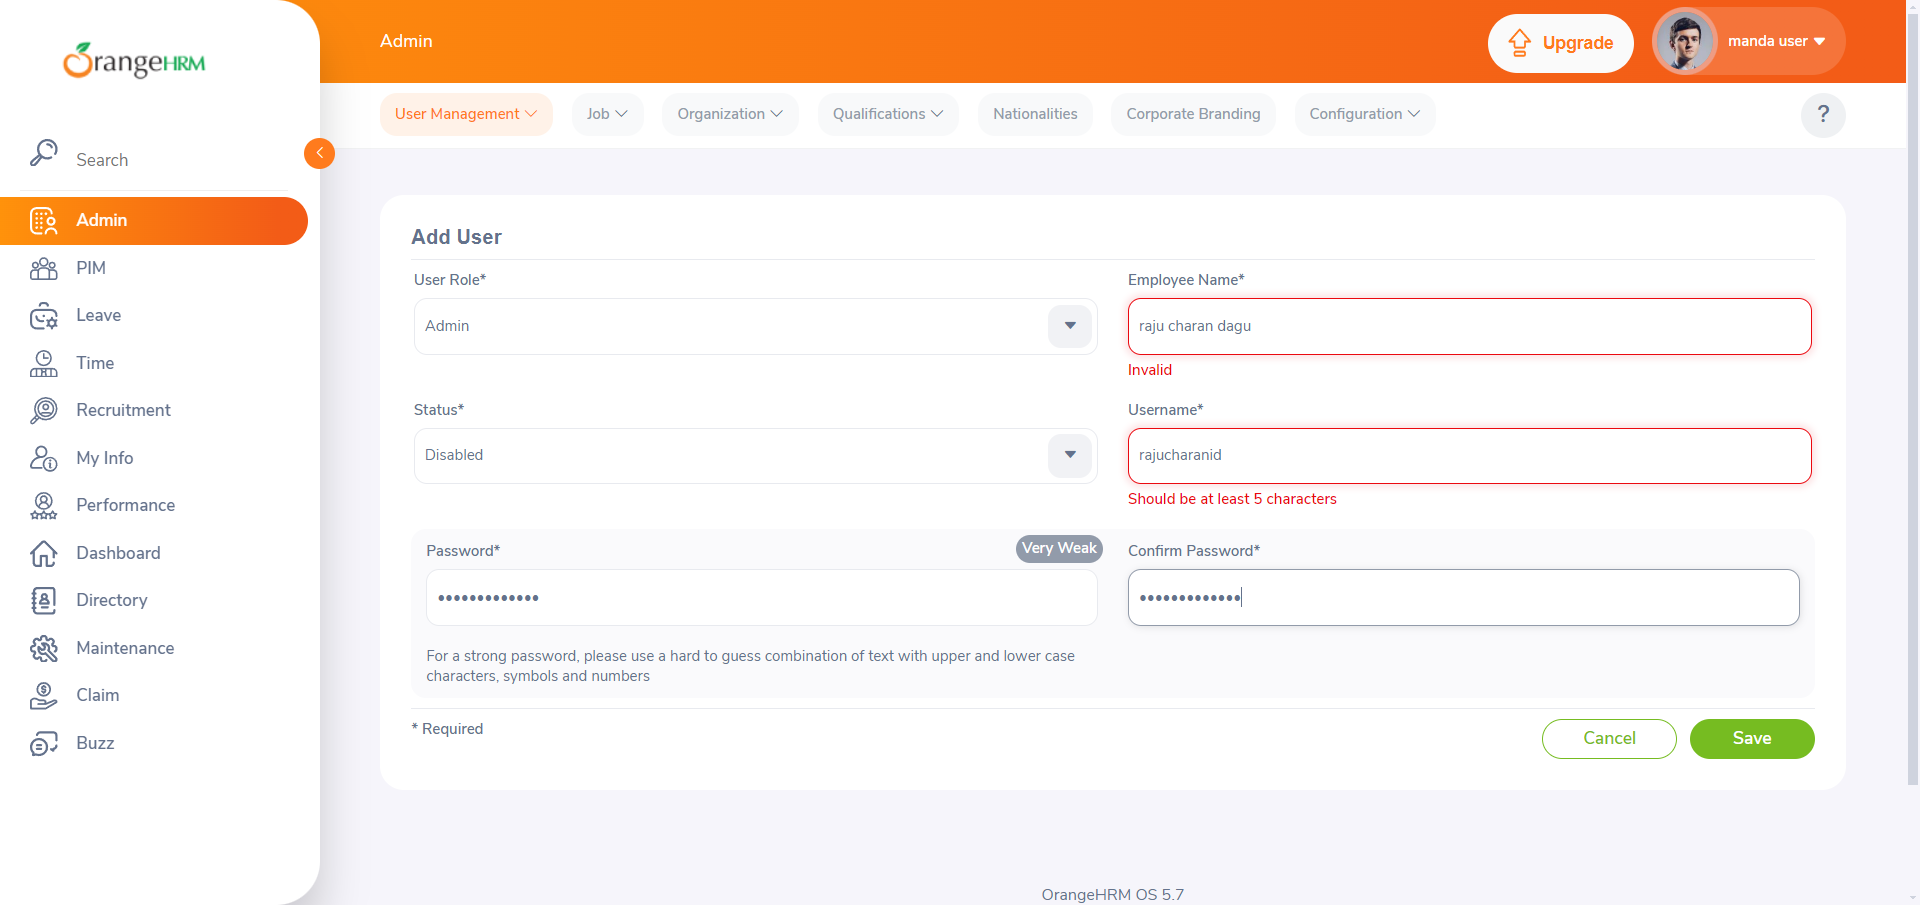 OrangeHRM
Search
Admin
PIM
Leave
Time
Recruitment
My Info
Performance
Dashboard
Directory
Maintenance
Claim
Buzz
Admin
Upgrade
manda user
User Management
Job
Organization
Qualifications
Nationalities
Corporate Branding
Configuration
?
Add User
User Role*
Admin
Employee Name*
raju charan dagu
Invalid
Status*
Disabled
Username*
rajucharanid
Should be at least 5 characters
Password*
Very Weak
•••••••••••••
For a strong password, please use a hard to guess combination of text with upper and lower case
characters, symbols and numbers
Confirm Password*
•••••••••••••
* Required
Cancel
Save
OrangeHRM OS 5.7